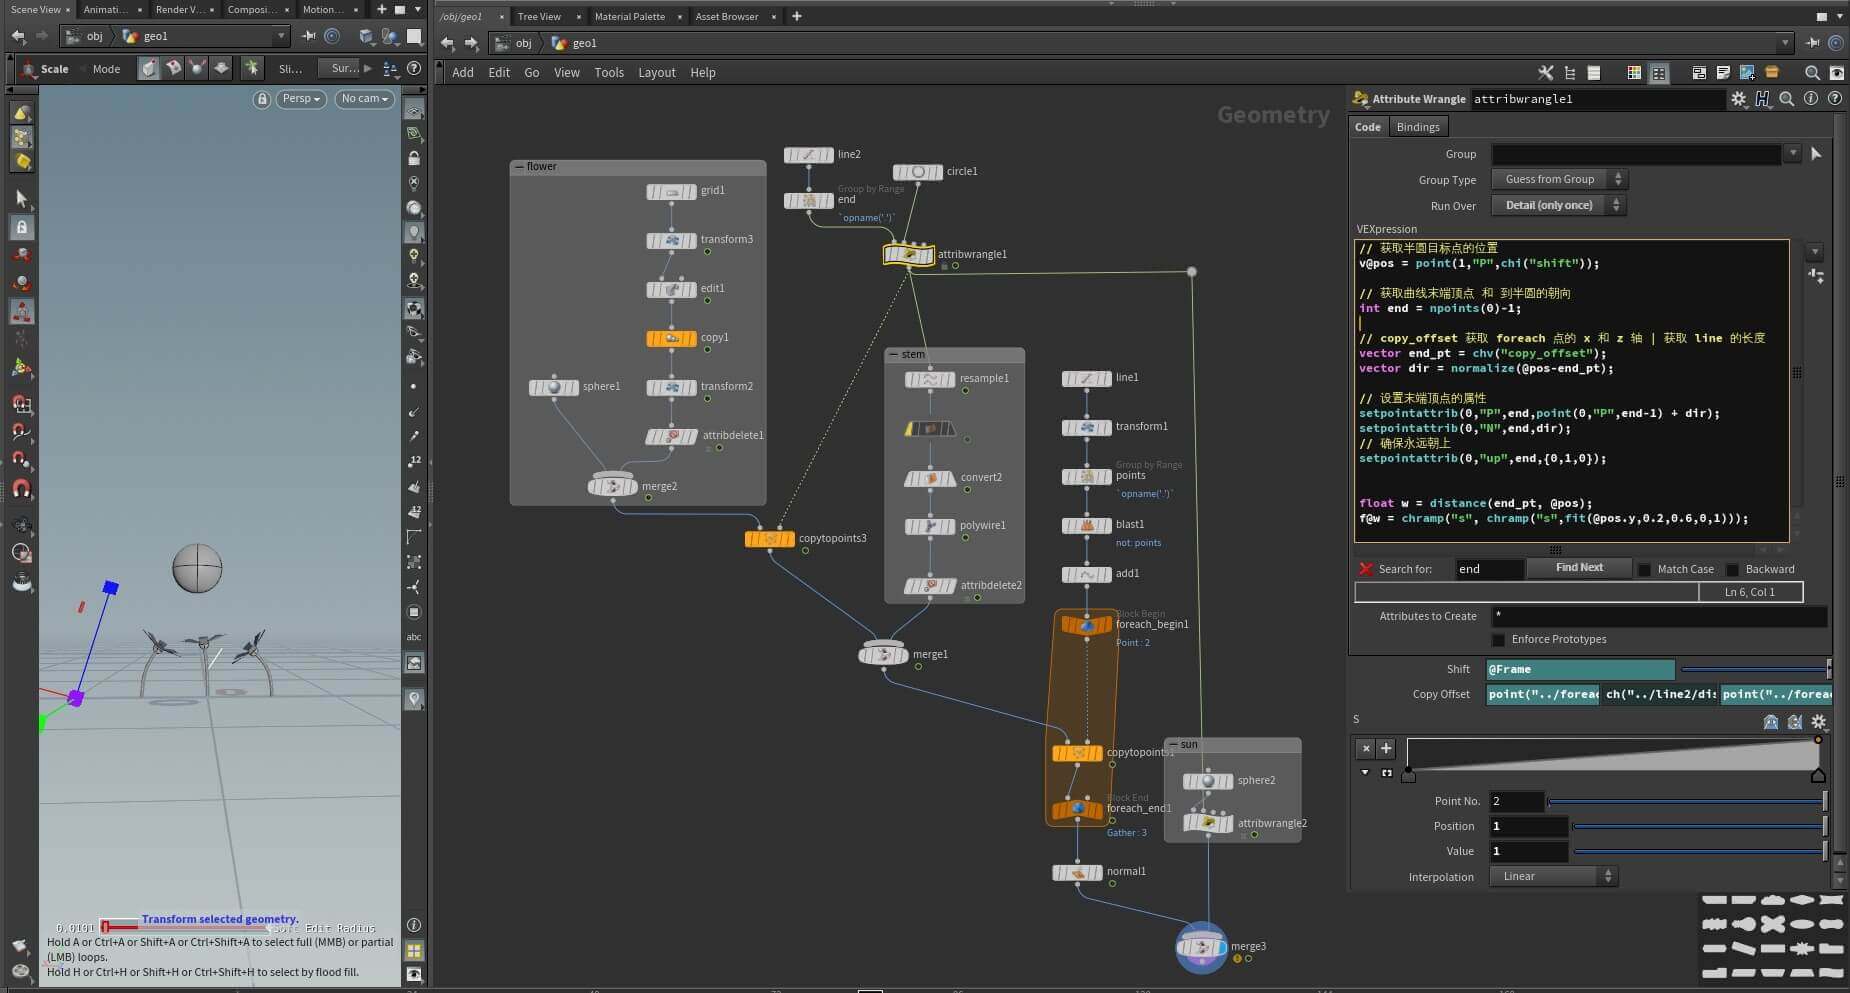 Scene View
Animati...
Render V...
Composi...
Motion...
/obj/geo1
Tree View
Material Palette
Asset Browser
obj
geo1
obj
geo1
Scale
Mode
Sli...
Sur...
Add
Edit
Go
View
Tools
Layout
Help
Persp
No cam
Geometry
Attribute Wrangle
attribwrangle1
Code
Bindings
Group
Group Type
Guess from Group
Run Over
Detail (only once)
VEXpression
// 获取半圆目标点的位置
v@pos = point(1,"P",chi("shift"));
// 获取曲线末端顶点 和 到半圆的朝向
int end = npoints(0)-1;
// copy_offset 获取 foreach 点的 x 和 z 轴 | 获取 line 的长度
vector end_pt = chv("copy_offset");
vector dir = normalize(@pos-end_pt);
// 设置末端顶点的属性
setpointattrib(0,"P",end,point(0,"P",end-1) + dir);
setpointattrib(0,"N",end,dir);
// 确保永远朝上
setpointattrib(0,"up",end,{0,1,0});
float w = distance(end_pt, @pos);
f@w = chramp("s", chramp("s",fit(@pos.y,0.2,0.6,0,1)));
Search for:
end
Find Next
Match Case
Backward
Ln 6, Col 1
Attributes to Create
*
Enforce Prototypes
Shift
@Frame
Copy Offset
point("../forea
ch("../line2/di
point("../forea
S
Point No.
2
Position
1
Value
1
Interpolation
Linear
flower
grid1
transform3
edit1
copy1
transform2
attribdelete1
sphere1
merge2
line2
Group by Range
end
`opname('.')`
circle1
attribwrangle1
copytopoints3
stem
resample1
convert2
polywire1
attribdelete2
merge1
line1
transform1
Group by Range
points
`opname('.')`
blast1
not: points
add1
Block Begin
foreach_begin1
Point : 2
copytopoints
Block End
foreach_end1
Gather : 3
normal1
sun
sphere2
attribwrangle2
merge3
12
12
abc
Transform selected geometry.
0.0101
Edit Radius
Hold A or Ctrl+A or Shift+A or Ctrl+Shift+A to select full (MMB) or partial
(LMB) loops.
Hold H or Ctrl+H or Shift+H or Ctrl+Shift+H to select by flood fill.